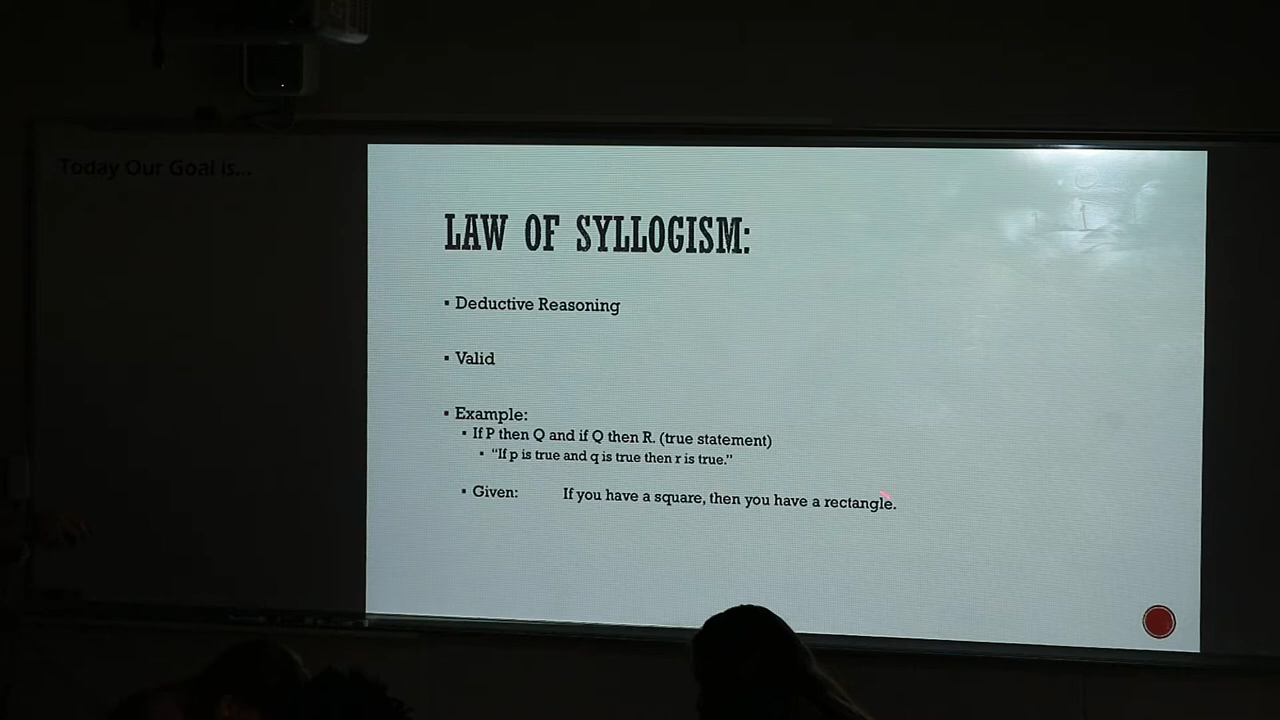 Today Our Goal is...
LAW OF SYLLOGISM:
▪ Deductive Reasoning
▪ Valid
▪ Example:
▪ If P then Q and if Q then R. (true statement)
▪ “If p is true and q is true then r is true.”
▪ Given: If you have a square, then you have a rectangle.